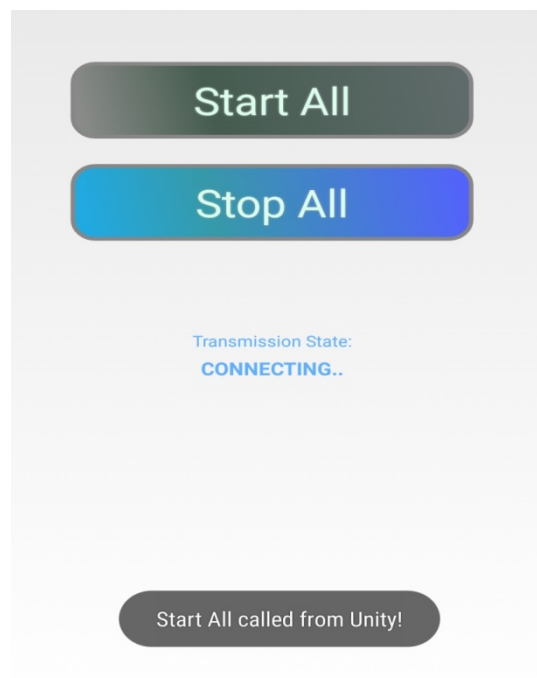 Start All
Stop All
Transmission State:
CONNECTING..
Start All called from Unity!